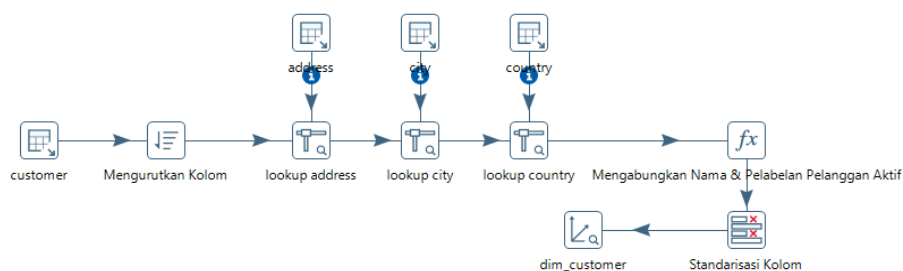 address
city
country
customer
Mengurutkan Kolom
lookup address
lookup city
lookup country
fx
Mengabungkan Nama & Pelabelan Pelanggan Aktif
dim_customer
Standarisasi Kolom